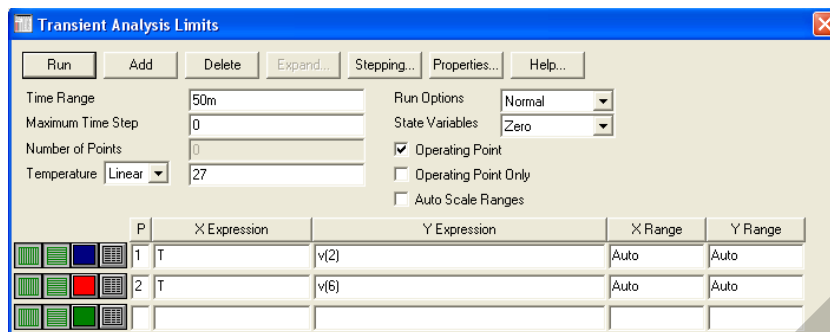 Transient Analysis Limits
Run Add Delete Expand... Stepping... Properties... Help...
Time Range 50m Run Options Normal
Maximum Time Step 0 State Variables Zero
Number of Points 0 Operating Point
Temperature Linear 27 Operating Point Only
Auto Scale Ranges
P X Expression Y Expression X Range Y Range
1 T v(2) Auto Auto
2 T v(6) Auto Auto